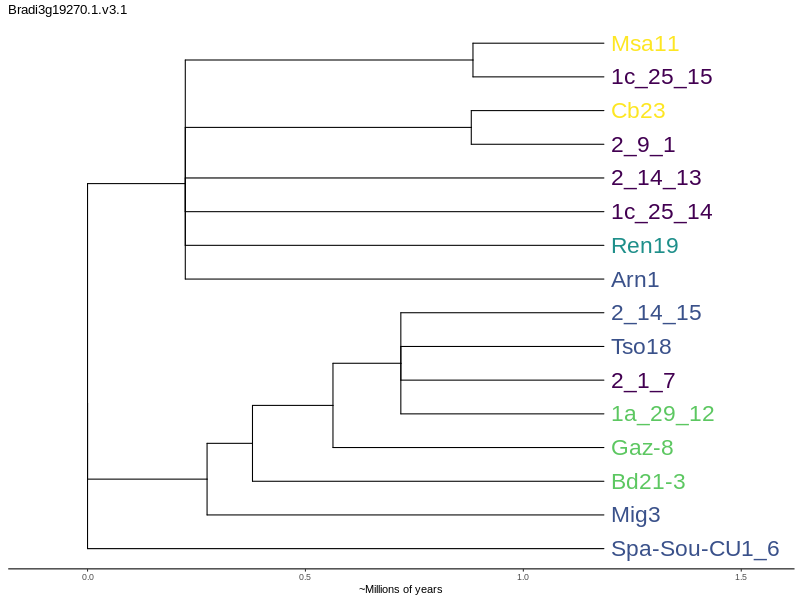 Bradi3g19270.1.v3.1
Msa11
1c_25_15
Cb23
2_9_1
2_14_13
1c_25_14
Ren19
Arn1
2_14_15
Tso18
2_1_7
1a_29_12
Gaz-8
Bd21-3
Mig3
Spa-Sou-CU1_6
0.0 0.5 1.0 1.5
~Millions of years